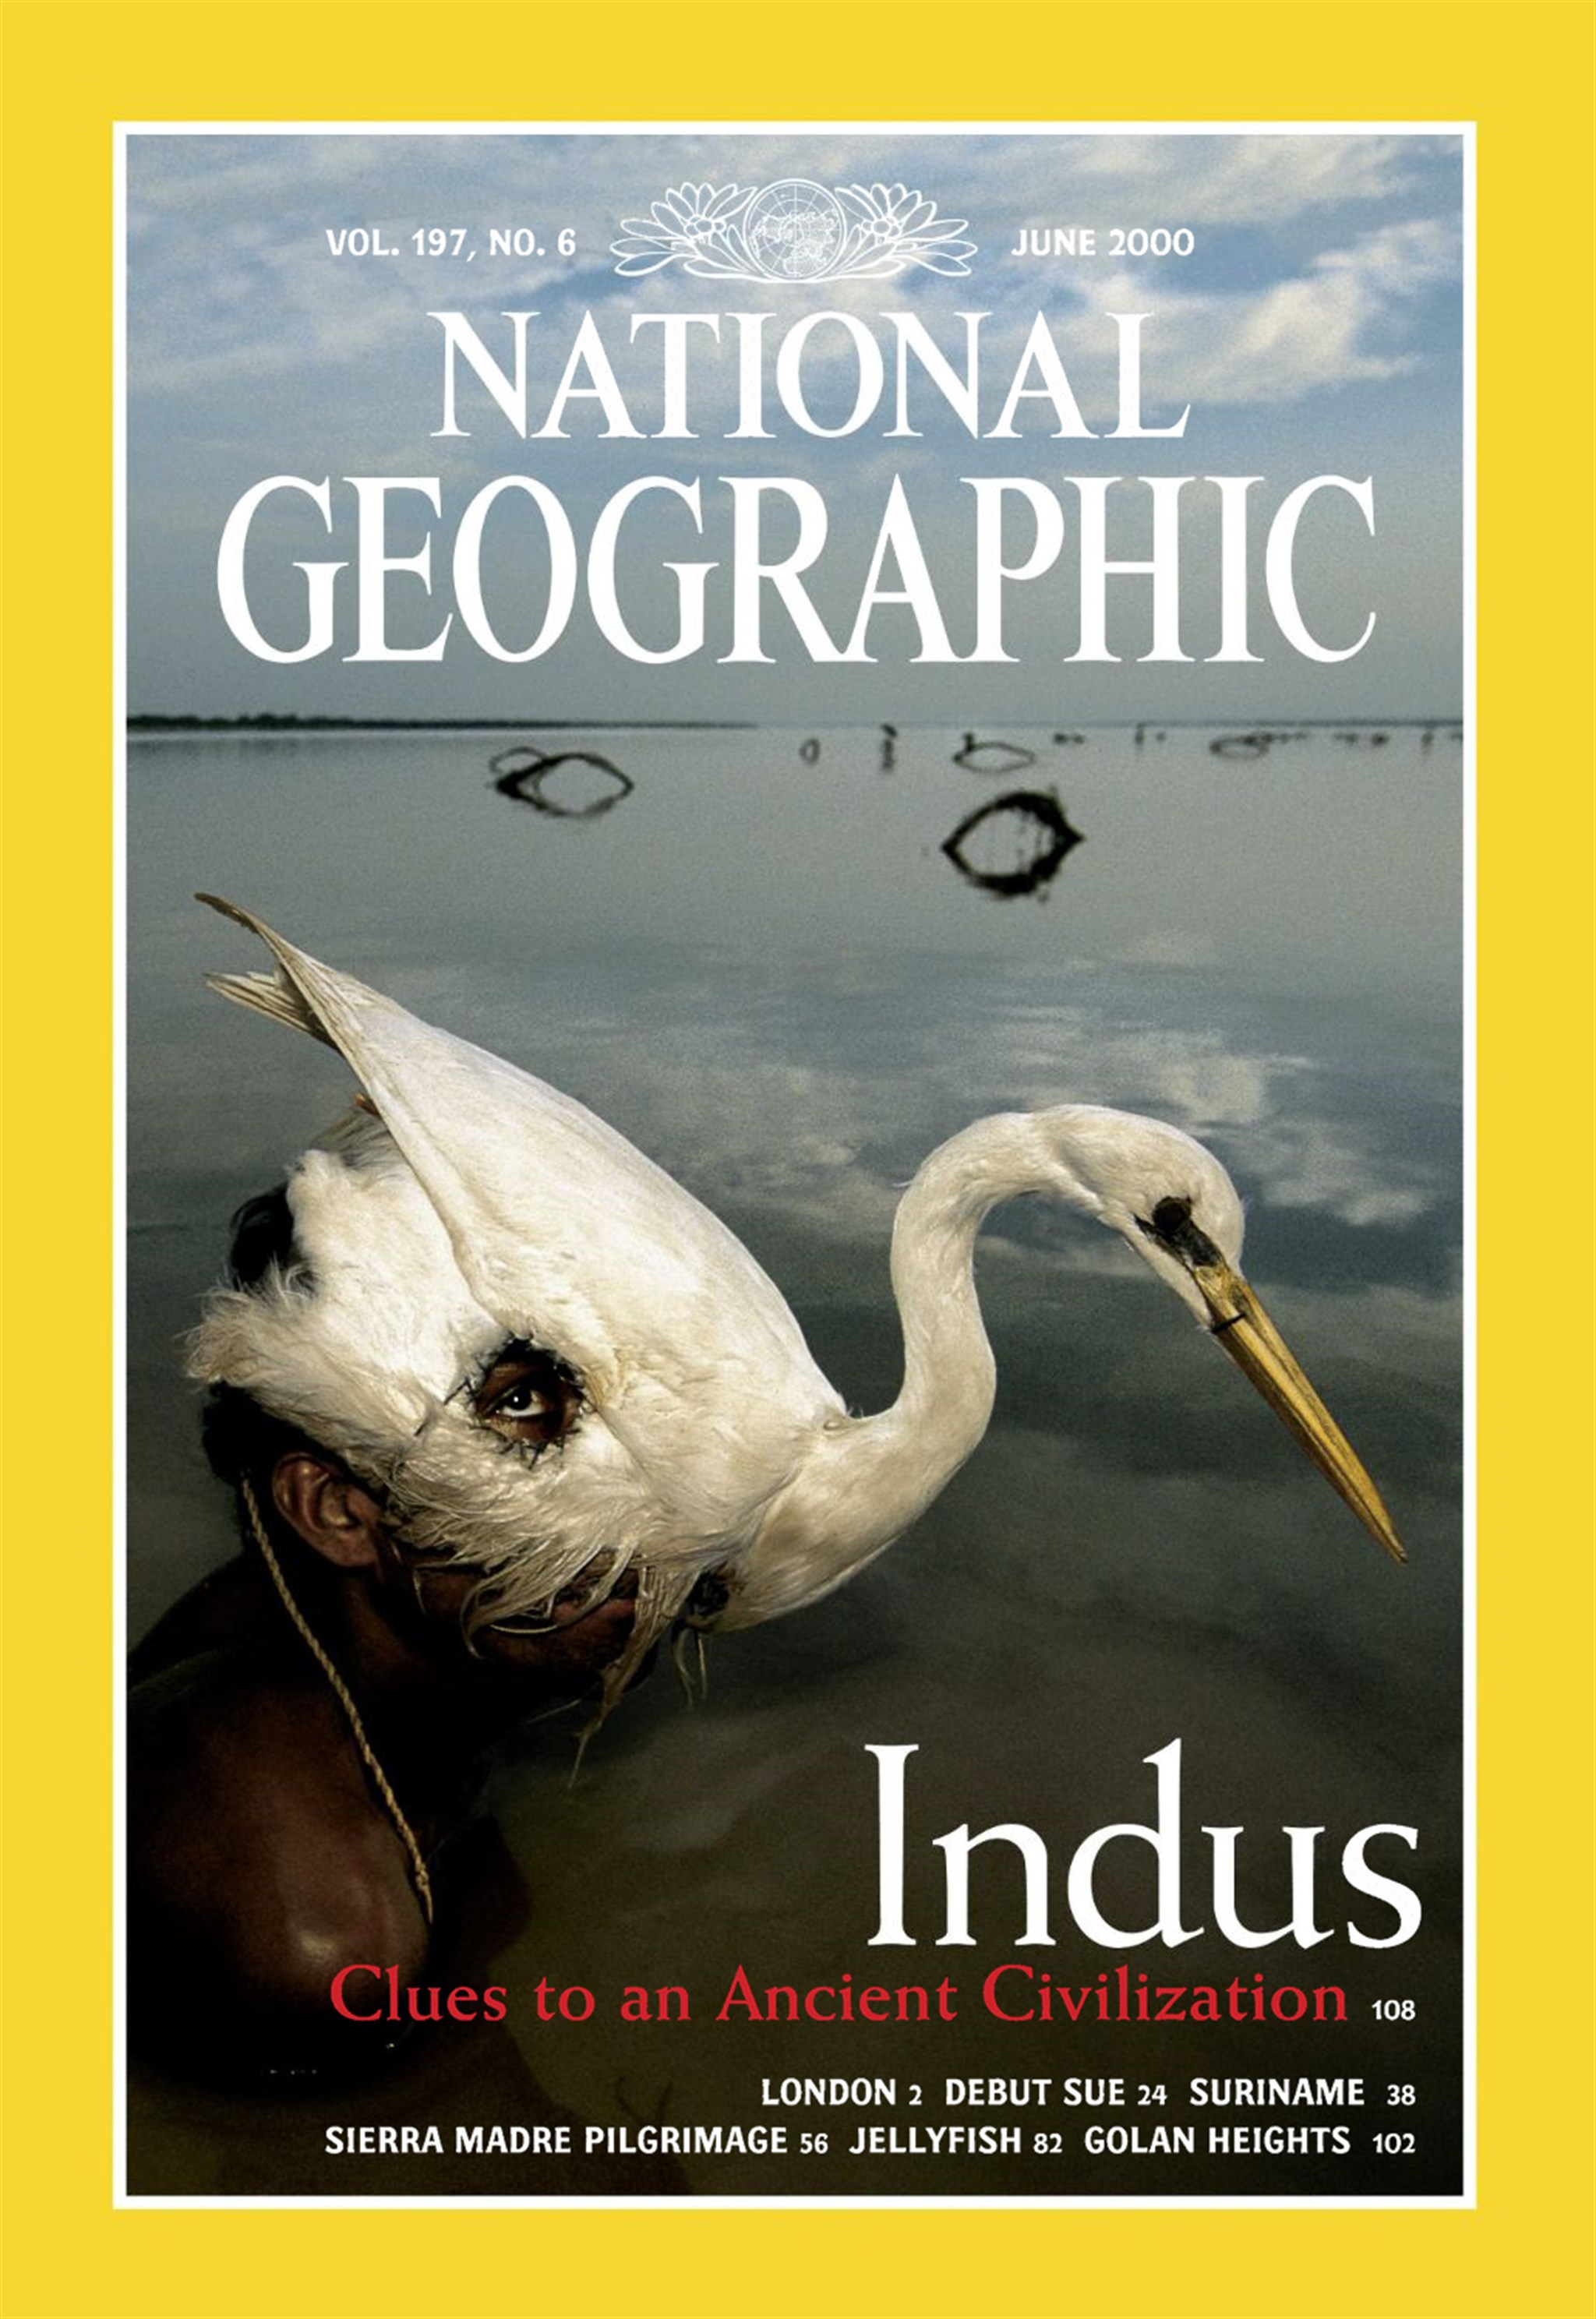 VOL. 197, NO. 6 JUNE 2000
NATIONAL
GEOGRAPHIC
Indus
Clues to an Ancient Civilization 108
LONDON 2 DEBUT SUE 24 SURINAME 38
SIERRA MADRE PILGRIMAGE 56 JELLYFISH 82 GOLAN HEIGHTS 102